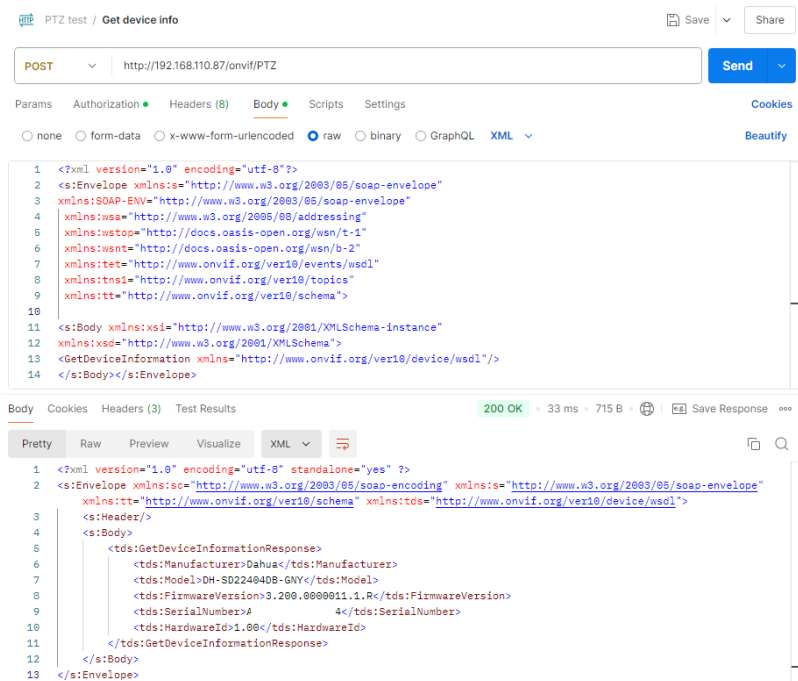 HTTP PTZ test / Get device info Save Share
POST http://192.168.110.87/onvif/PTZ Send
Params Authorization Headers (8) Body Scripts Settings Cookies
none form-data x-www-form-urlencoded raw binary GraphQL XML Beautify
1 <?xml version="1.0" encoding="utf-8"?>
2 <s:Envelope xmlns:s="http://www.w3.org/2003/05/soap-envelope"
3 xmlns:SOAP-ENV="http://www.w3.org/2003/05/soap-envelope"
4 xmlns:wsa="http://www.w3.org/2005/08/addressing"
5 xmlns:wstop="http://docs.oasis-open.org/wsn/t-1"
6 xmlns:wsnt="http://docs.oasis-open.org/wsn/b-2"
7 xmlns:tet="http://www.onvif.org/ver10/events/wsdl"
8 xmlns:tns1="http://www.onvif.org/ver10/topics"
9 xmlns:tt="http://www.onvif.org/ver10/schema">
10
11 <s:Body xmlns:xsi="http://www.w3.org/2001/XMLSchema-instance"
12 xmlns:xsd="http://www.w3.org/2001/XMLSchema">
13 <GetDeviceInformation xmlns="http://www.onvif.org/ver10/device/wsdl"/>
14 </s:Body></s:Envelope>
Body Cookies Headers (3) Test Results 200 OK 33 ms 715 B e.g. Save Response
Pretty Raw Preview Visualize XML
1 <?xml version="1.0" encoding="utf-8" standalone="yes" ?>
2 <s:Envelope xmlns:sc="http://www.w3.org/2003/05/soap-encoding" xmlns:s="http://www.w3.org/2003/05/soap-envelope"
xmlns:tt="http://www.onvif.org/ver10/schema" xmlns:tds="http://www.onvif.org/ver10/device/wsdl">
3 <s:Header/>
4 <s:Body>
5 <tds:GetDeviceInformationResponse>
6 <tds:Manufacturer>Dahua</tds:Manufacturer>
7 <tds:Model>DH-SD22404DB-GNY</tds:Model>
8 <tds:FirmwareVersion>3.200.0000011.1.R</tds:FirmwareVersion>
9 <tds:SerialNumber>A 4</tds:SerialNumber>
10 <tds:HardwareId>1.00</tds:HardwareId>
11 </tds:GetDeviceInformationResponse>
12 </s:Body>
13 </s:Envelope>